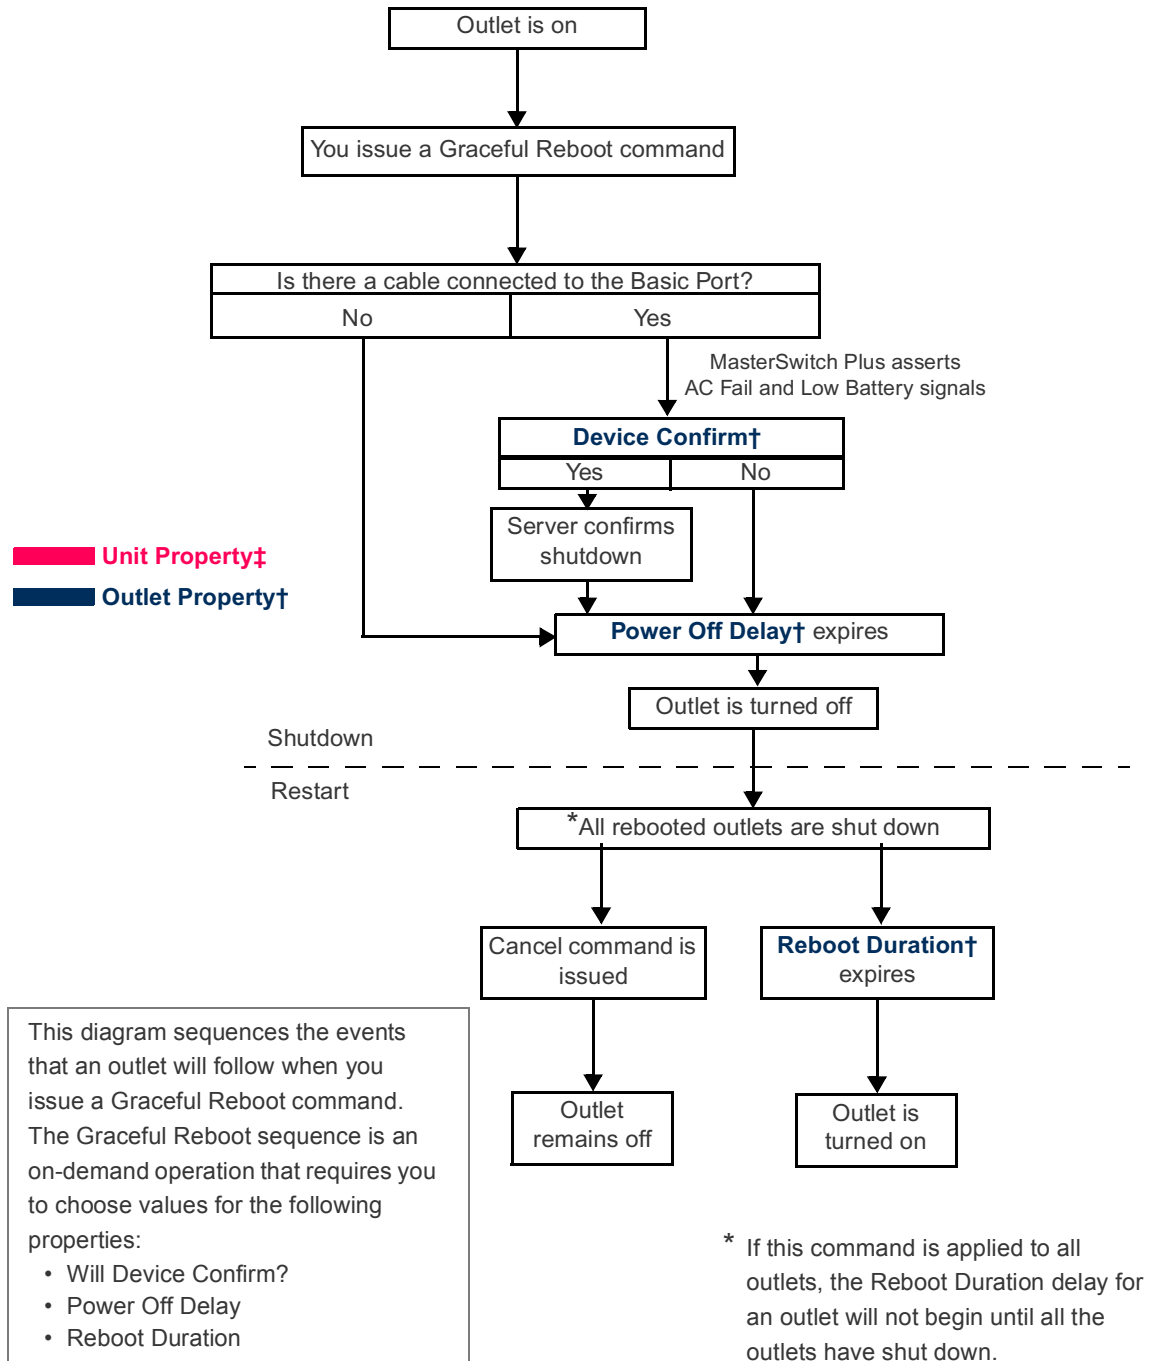 Outlet is on
You issue a Graceful Reboot command
Is there a cable connected to the Basic Port?
No
Yes
MasterSwitch Plus asserts
AC Fail and Low Battery signals
Device Confirm†
Yes
No
Server confirms
shutdown
Unit Property‡
Outlet Property†
Power Off Delay† expires
Outlet is turned off
Shutdown
Restart
*All rebooted outlets are shut down
Cancel command is
issued
Reboot Duration†
expires
Outlet
remains off
Outlet is
turned on
This diagram sequences the events
that an outlet will follow when you
issue a Graceful Reboot command.
The Graceful Reboot sequence is an
on-demand operation that requires you
to choose values for the following
properties:
• Will Device Confirm?
• Power Off Delay
• Reboot Duration
* If this command is applied to all
outlets, the Reboot Duration delay for
an outlet will not begin until all the
outlets have shut down.